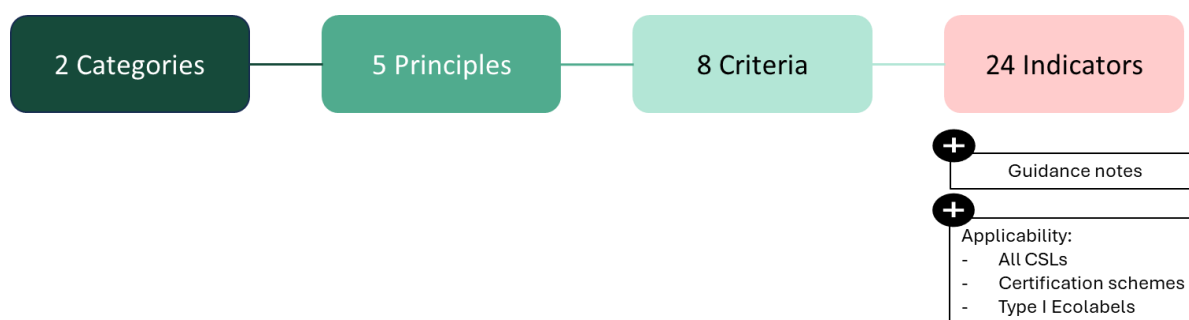 2 Categories
5 Principles
8 Criteria
24 Indicators
+
Guidance notes
+
Applicability:
- All CSLs
- Certification schemes
- Type I Ecolabels